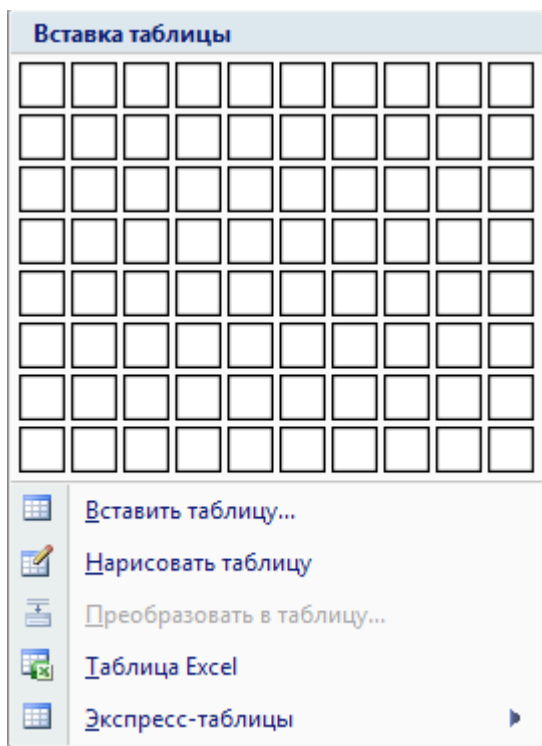 Вставка таблицы
Вставить таблицу...
Нарисовать таблицу
Преобразовать в таблицу...
Таблица Excel
Экспресс-таблицы